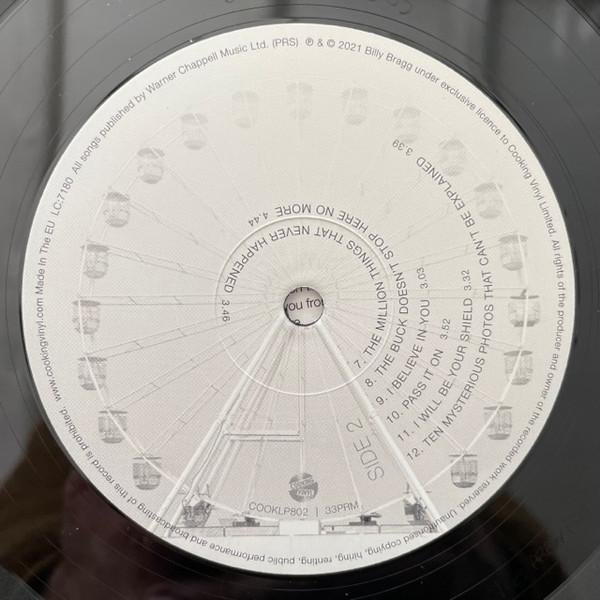 All songs published by Warner Chappell Music Ltd. (PRS) ℗ & © 2021 Billy Bragg under exclusive licence to Cooking Vinyl Limited. All rights of the producer and owner of the recorded work reserved. Unauthorised copying, hiring, renting, public performance and broadcasting of this record is prohibited. www.cookingvinyl.com Made In The EU LC:7180
7. THE MILLION THINGS THAT NEVER HAPPENED 3.46
8. THE BUCK DOESN'T STOP HERE NO MORE 4.44
9. I BELIEVE IN YOU 3.03
10. PASS IT ON 3.52
11. I WILL BE YOUR SHIELD 3.32
12. TEN MYSTERIOUS PHOTOS THAT CAN'T BE EXPLAINED 3.39
SIDE 2
you fro
COOKING VINYL
COOKLP802 | 33PRM